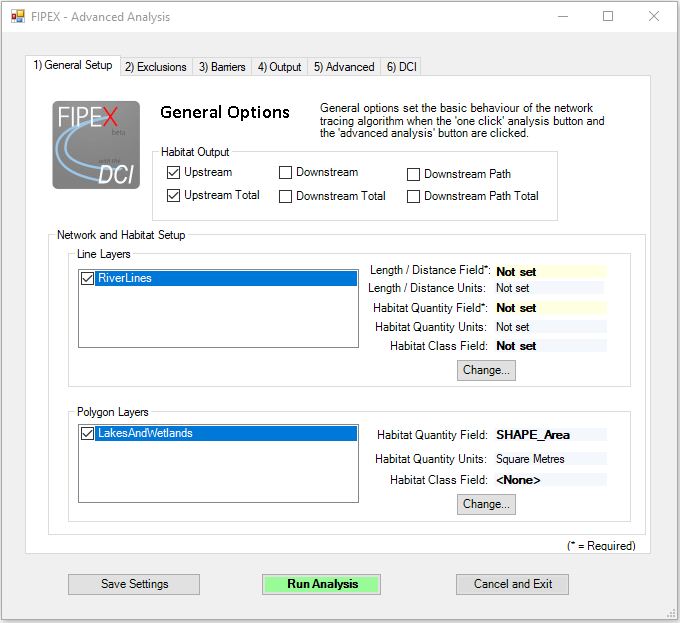 FIPEX - Advanced Analysis
1) General Setup 2) Exclusions 3) Barriers 4) Output 5) Advanced 6) DCI
FIPEX
beta
with the
DCI
General Options
General options set the basic behaviour of the network
tracing algorithm when the 'one click' analysis button and
the 'advanced analysis' button are clicked.
Habitat Output
Upstream Downstream Downstream Path
Upstream Total Downstream Total Downstream Path Total
Network and Habitat Setup
Line Layers
RiverLines
Length / Distance Field*: Not set
Length / Distance Units: Not set
Habitat Quantity Field*: Not set
Habitat Quantity Units: Not set
Habitat Class Field: Not set
Change...
Polygon Layers
LakesAndWetlands
Habitat Quantity Field: SHAPE_Area
Habitat Quantity Units: Square Metres
Habitat Class Field: <None>
Change...
(* = Required)
Save Settings Run Analysis Cancel and Exit